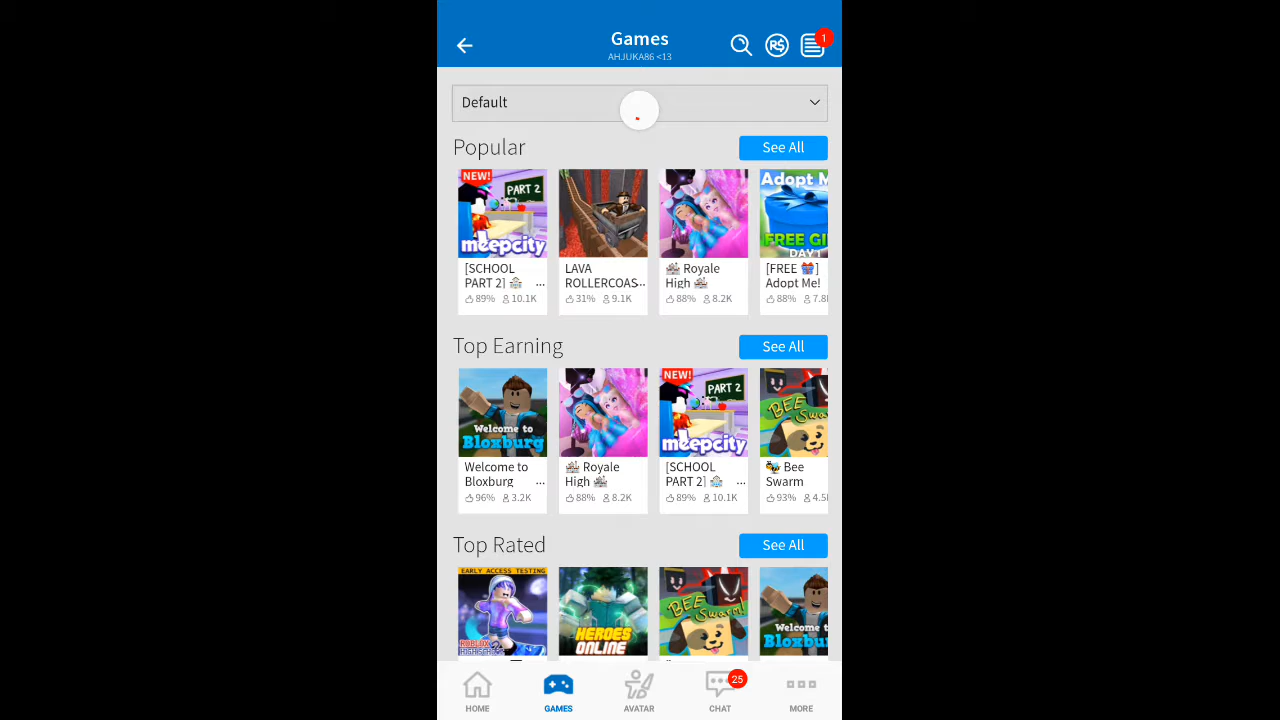 Games
AHJUKA86 <13
R$
1
Default
Popular
See All
NEW!
PART 2
meepcity
Adopt M
FREE GI
DAY 1
[SCHOOL
PART 2] ...
LAVA
ROLLERCOAS...
Royale
High
[FREE ]
Adopt Me!
89% 10.1K
31% 9.1K
88% 8.2K
88% 7.8
Top Earning
See All
Welcome to
Bloxburg
NEW!
PART 2
meepcity
BEE
Swarm
Welcome to
Bloxburg ...
Royale
High
[SCHOOL
PART 2] ...
Bee
Swarm
96% 3.2K
88% 8.2K
89% 10.1K
93% 4.5
Top Rated
See All
EARLY ACCESS TESTING
HEROES
ONLINE
BEE
Swarm!
Welcome t
Bloxbu
25
HOME
GAMES
AVATAR
CHAT
MORE